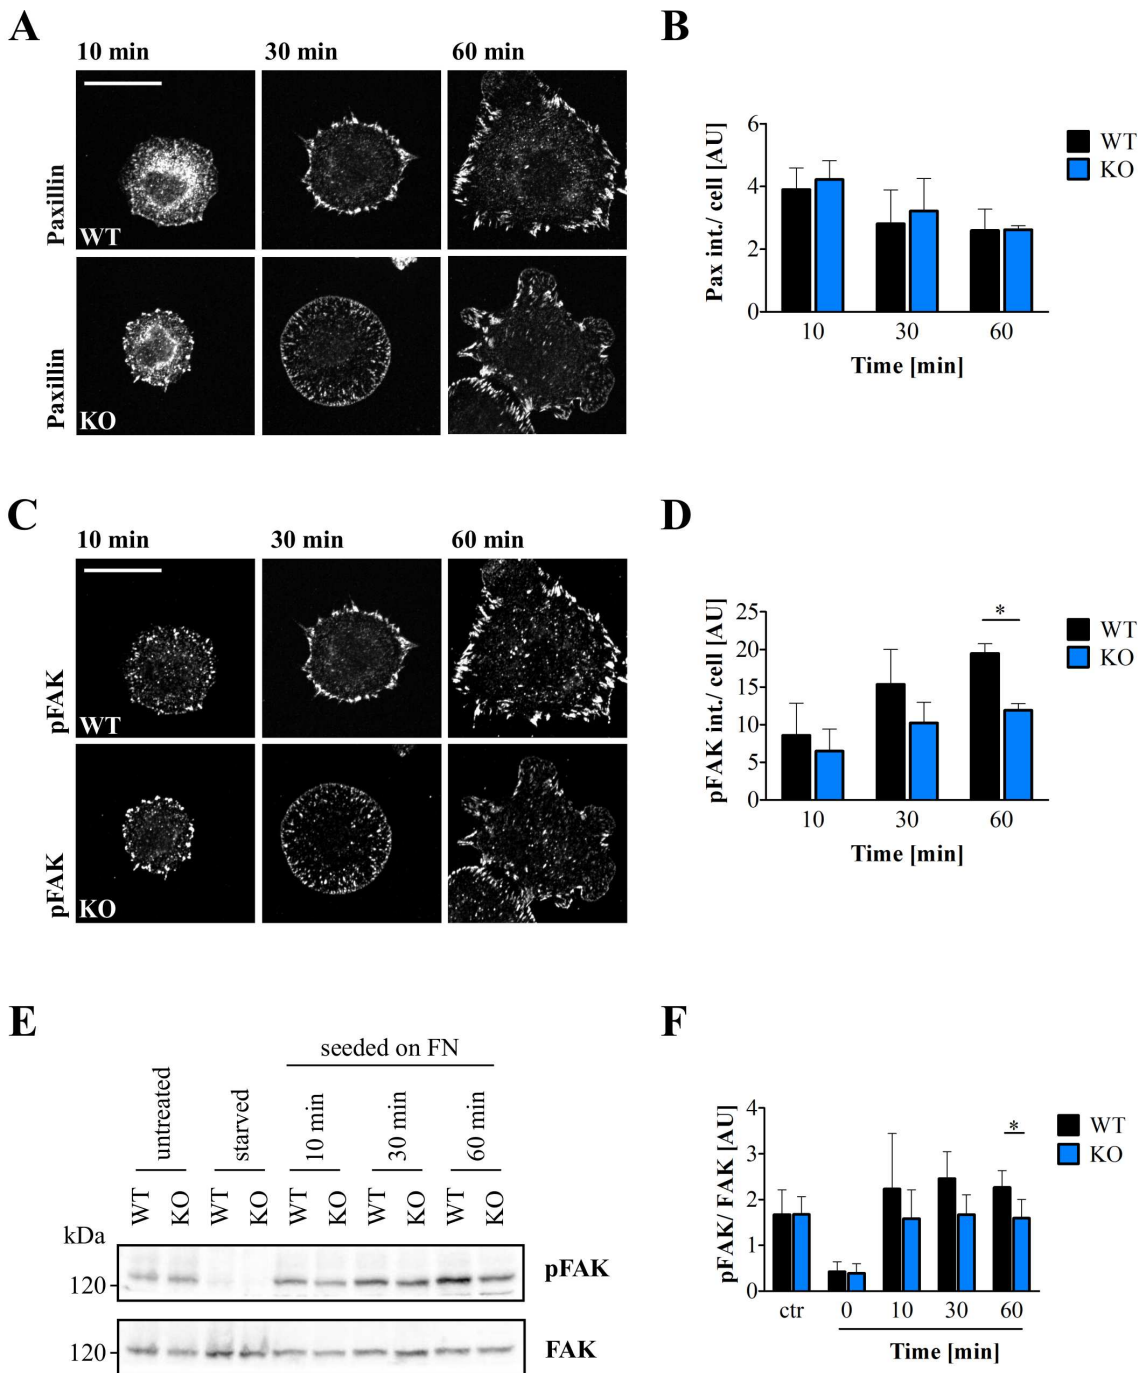 A
10 min 30 min 60 min
Paxillin
WT
Paxillin
KO
B
Pax int./ cell [AU]
6
4
2
0
10 30 60
Time [min]
WT
KO
C
10 min 30 min 60 min
pFAK
WT
pFAK
KO
D
pFAK int./ cell [AU]
25
20
15
10
5
0
*
10 30 60
Time [min]
WT
KO
E
seeded on FN
untreated starved 10 min 30 min 60 min
WT KO WT KO WT KO WT KO WT KO
kDa
120
pFAK
120
FAK
F
pFAK/ FAK [AU]
4
3
2
1
0
*
ctr 0 10 30 60
Time [min]
WT
KO